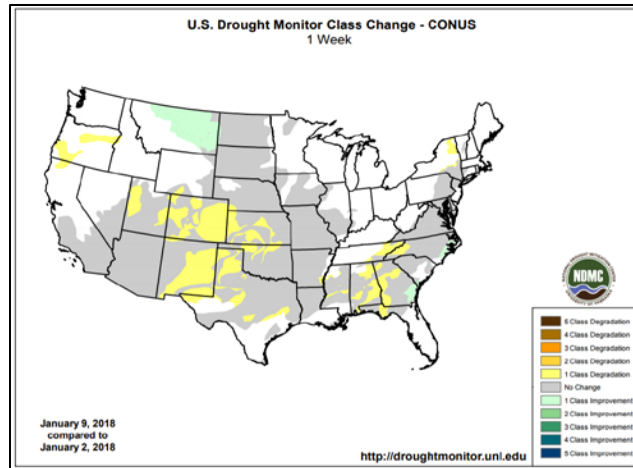 U.S. Drought Monitor Class Change - CONUS
1 Week
NDMC
5 Class Degradation
4 Class Degradation
3 Class Degradation
2 Class Degradation
1 Class Degradation
No Change
1 Class Improvement
2 Class Improvement
3 Class Improvement
4 Class Improvement
5 Class Improvement
January 9, 2018
compared to
January 2, 2018
http://droughtmonitor.unl.edu